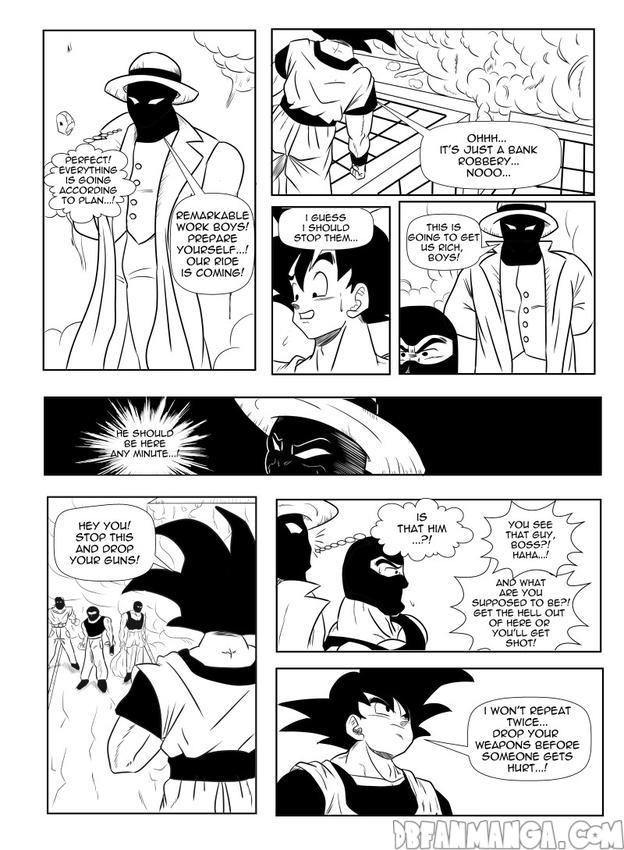 PERFECT!
EVERYTHING
IS GOING
ACCORDING
TO PLAN...!
REMARKABLE
WORK BOYS!
PREPARE
YOURSELF...!
OUR RIDE
IS COMING!
OHHH...
IT'S JUST A BANK
ROBBERY...
NOOO...
I GUESS
I SHOULD
STOP THEM...
THIS IS
GOING TO GET
US RICH,
BOYS!
HE SHOULD
BE HERE
ANY MINUTE...!
HEY YOU!
STOP THIS
AND DROP
YOUR GUNS!
IS
THAT HIM
...?!
YOU SEE
THAT GUY,
BOSS?!
HAHA...!
AND WHAT
ARE YOU
SUPPOSED TO BE?!
GET THE HELL OUT
OF HERE OR
YOU'LL GET
SHOT!
I WON'T REPEAT
TWICE...
DROP YOUR
WEAPONS BEFORE
SOMEONE GETS
HURT...!
DBFANMANGA.COM